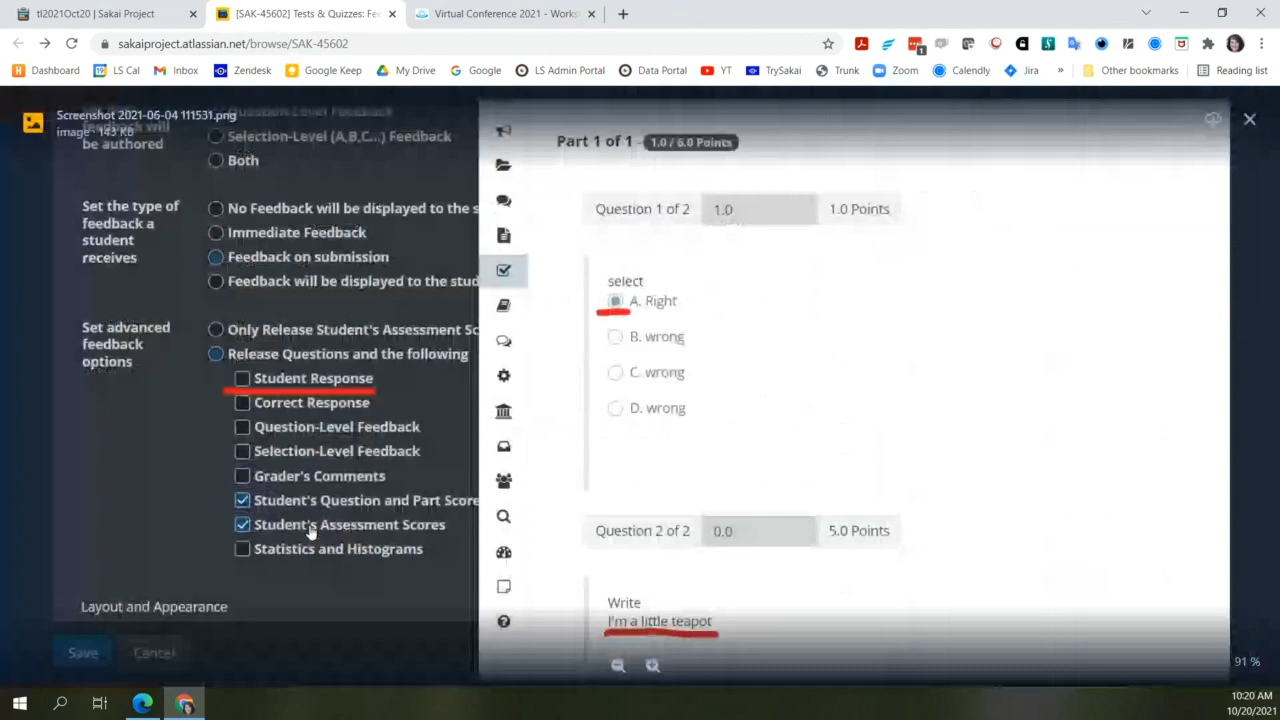 tl2021Oct20 | Sakai Project
[SAK-45602] Tests & Quizzes: Fe
Virtual Conference 2021 - Works
sakaiproject.atlassian.net/browse/SAK-45602
Dashboard
LS Cal
Inbox
Zendesk
Google Keep
My Drive
Google
LS Admin Portal
Data Portal
YT
TrySakai
Trunk
Zoom
Calendly
Jira
»
Other bookmarks
Reading list
Screenshot 2021-06-04 111531.png
image · 143 KB
feedback will
be authored
Question-Level Feedback
Selection-Level (A,B,C...) Feedback
Both
Set the type of
feedback a
student
receives
No Feedback will be displayed to the s
Immediate Feedback
Feedback on submission
Feedback will be displayed to the stud
Set advanced
feedback
options
Only Release Student's Assessment Sc
Release Questions and the following
Student Response
Correct Response
Question-Level Feedback
Selection-Level Feedback
Grader's Comments
Student's Question and Part Score
Student's Assessment Scores
Statistics and Histograms
Layout and Appearance
Save
Cancel
Part 1 of 1 - 1.0 / 6.0 Points
Question 1 of 2 1.0 1.0 Points
select
A. Right
B. wrong
C. wrong
D. wrong
Question 2 of 2 0.0 5.0 Points
Write
I'm a little teapot
91 %
10:20 AM
10/20/2021